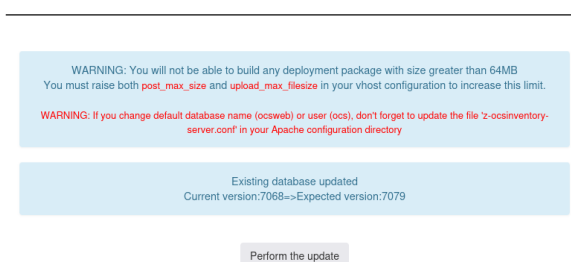 WARNING: You will not be able to build any deployment package with size greater than 64MB
You must raise both post_max_size and upload_max_filesize in your vhost configuration to increase this limit.
WARNING: If you change default database name (ocsweb) or user (ocs), don't forget to update the file 'z-ocsinventory-
server.conf' in your Apache configuration directory
Existing database updated
Current version:7068=>Expected version:7079
Perform the update